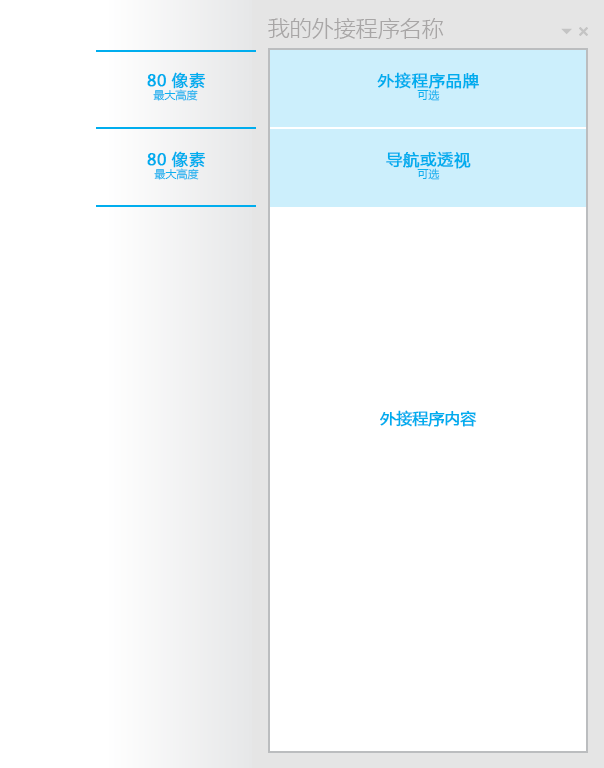 我的外接程序名称
80 像素
最大高度
外接程序品牌
可选
80 像素
最大高度
导航或透视
可选
外接程序内容